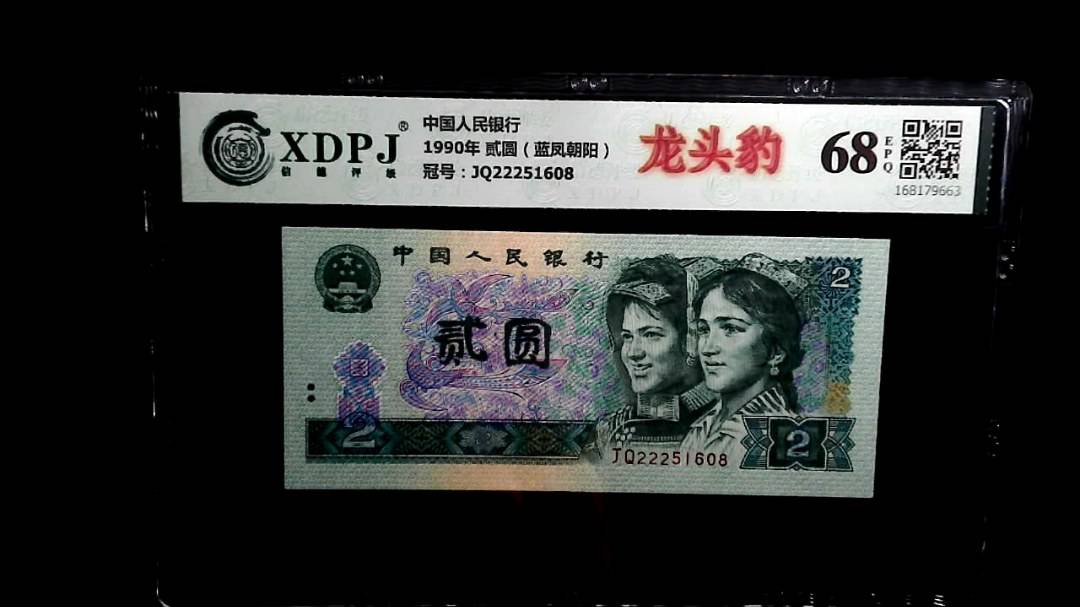 XDPJ®
信德评级
中国人民银行
1990年 贰圆（蓝凤朝阳）
冠号：JQ22251608
龙头豹
68
EPQ
168179663
中国人民银行
2
贰圆
2
JQ22251608
2